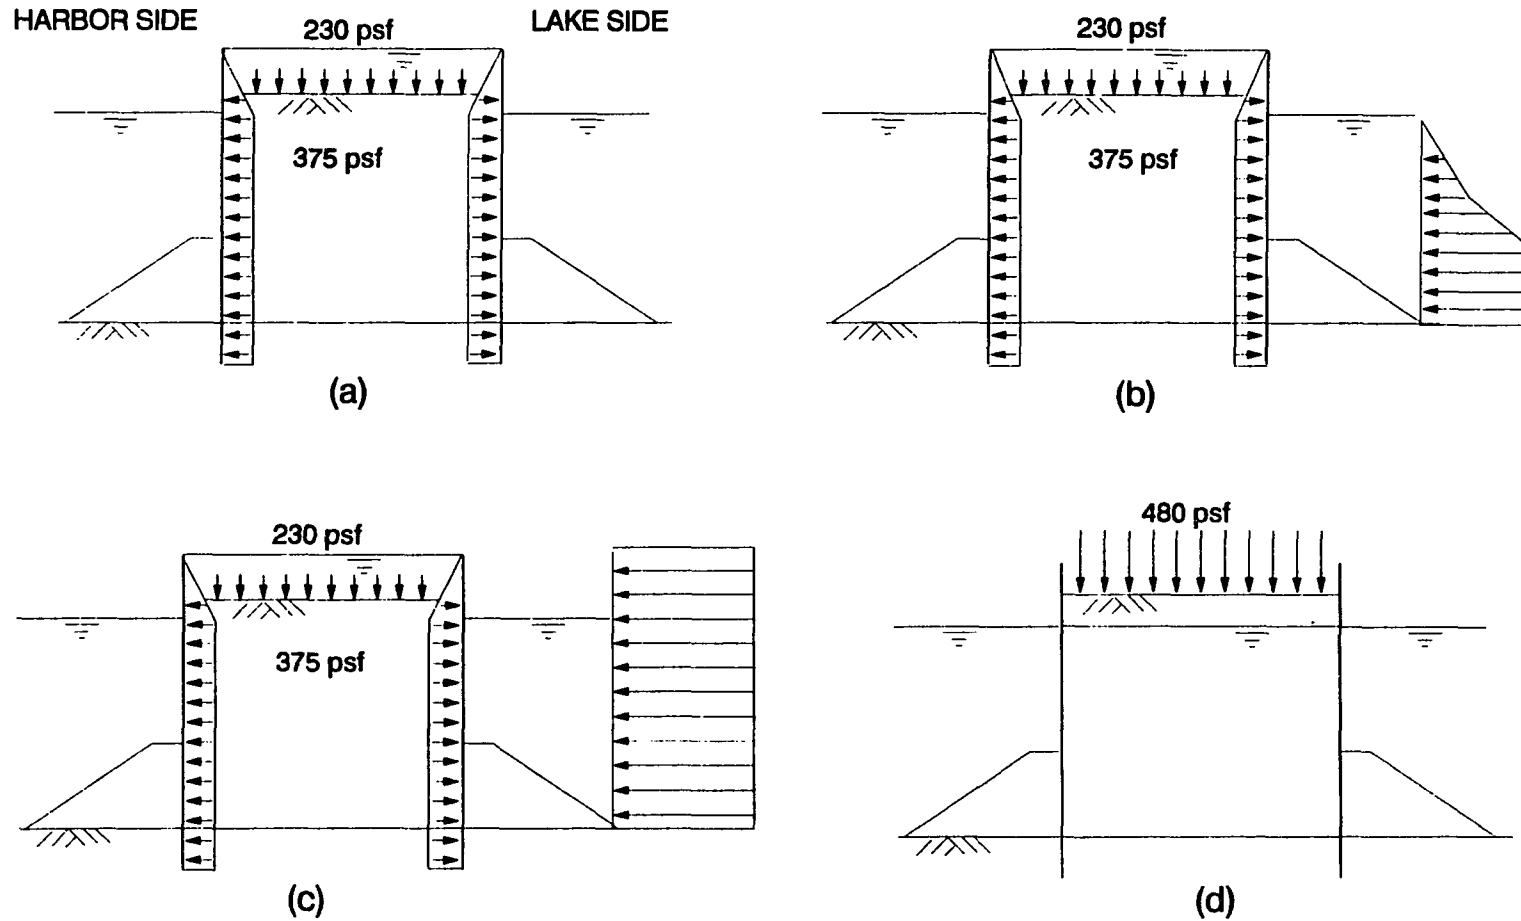 HARBOR SIDE
230 psf
LAKE SIDE
375 psf
(a)
230 psf
375 psf
(b)
230 psf
375 psf
(c)
480 psf
(d)